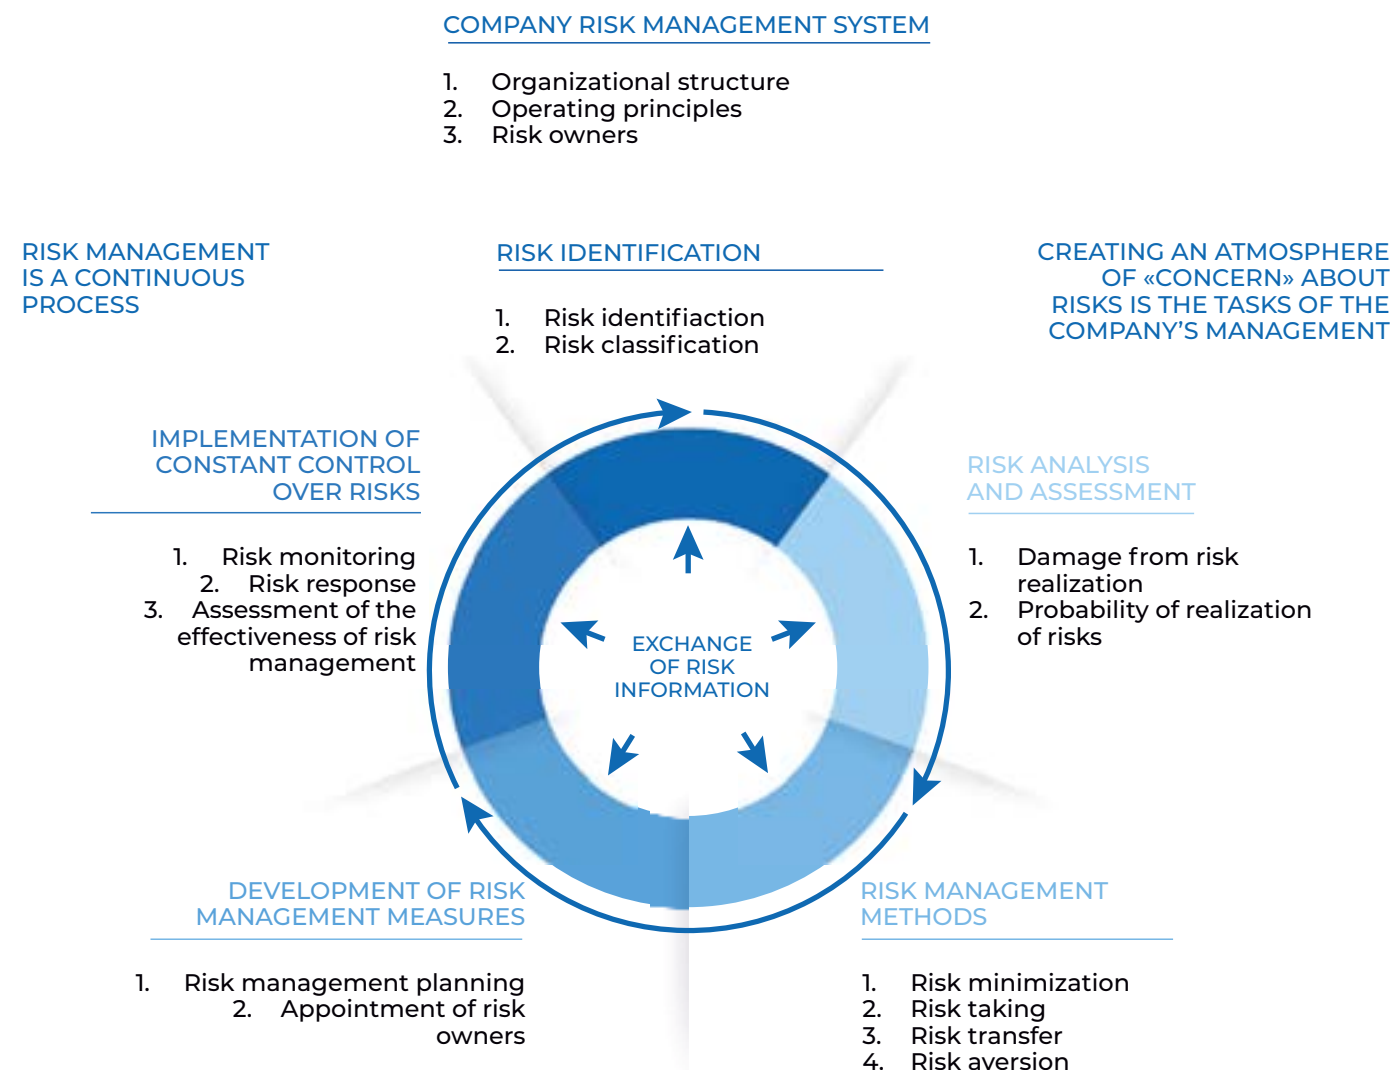 COMPANY RISK MANAGEMENT SYSTEM
1. Organizational structure
2. Operating principles
3. Risk owners
RISK MANAGEMENT
IS A CONTINUOUS
PROCESS
RISK IDENTIFICATION
1. Risk identifiaction
2. Risk classification
CREATING AN ATMOSPHERE
OF «CONCERN» ABOUT
RISKS IS THE TASKS OF THE
COMPANY’S MANAGEMENT
IMPLEMENTATION OF
CONSTANT CONTROL
OVER RISKS
1. Risk monitoring
2. Risk response
3. Assessment of the
effectiveness of risk
management
RISK ANALYSIS
AND ASSESSMENT
1. Damage from risk
realization
2. Probability of realization
of risks
EXCHANGE
OF RISK
INFORMATION
DEVELOPMENT OF RISK
MANAGEMENT MEASURES
1. Risk management planning
2. Appointment of risk
owners
RISK MANAGEMENT
METHODS
1. Risk minimization
2. Risk taking
3. Risk transfer
4. Risk aversion